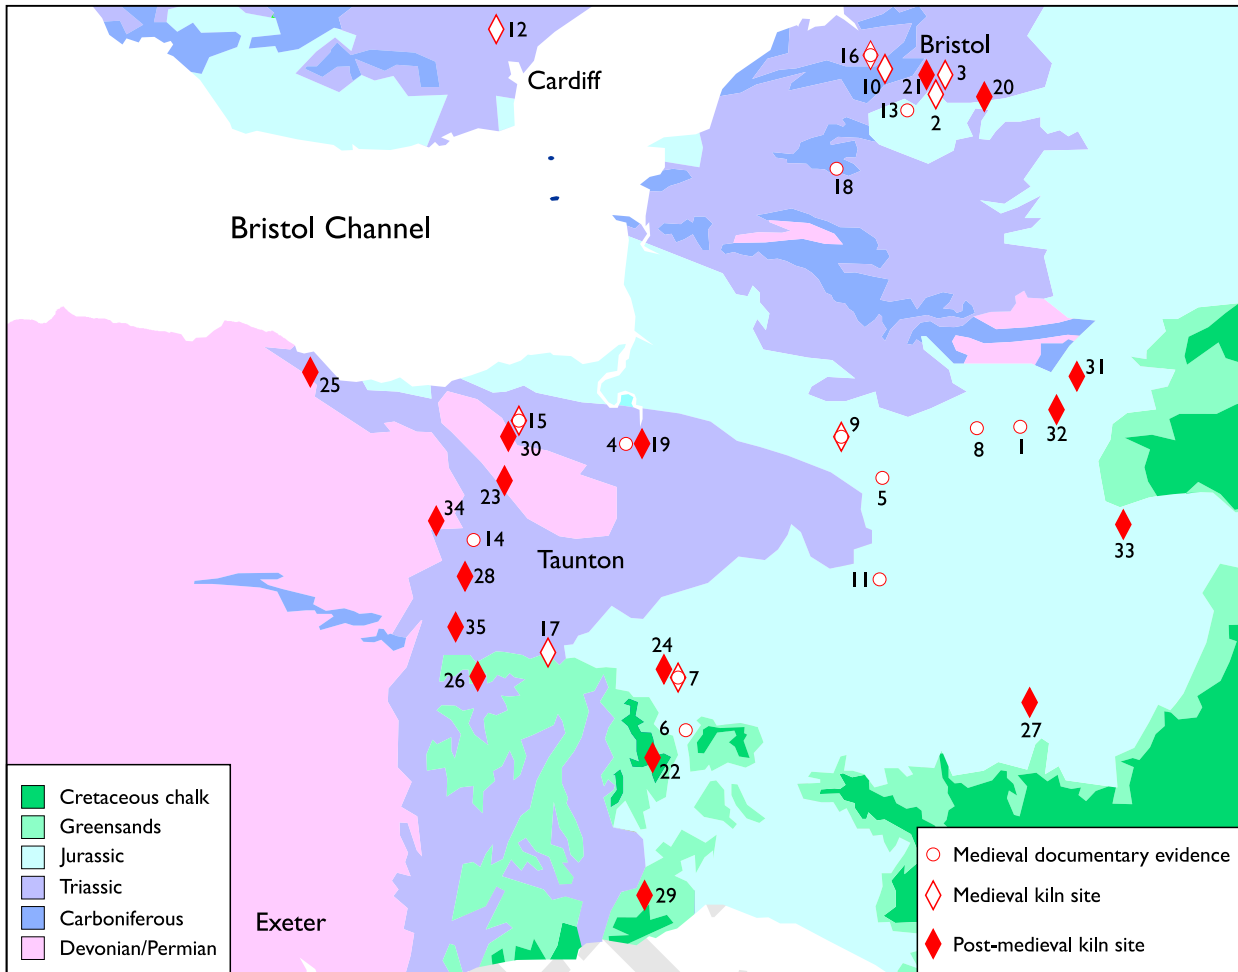 12
Cardiff
16
Bristol
10
21
3
20
13
2
18
Bristol Channel
25
31
32
15
30
4
19
9
8
1
5
23
34
14
33
Taunton
11
28
35
17
24
26
7
6
27
22
29
Exeter
Cretaceous chalk
Greensands
Jurassic
Triassic
Carboniferous
Devonian/Permian
Medieval documentary evidence
Medieval kiln site
Post-medieval kiln site